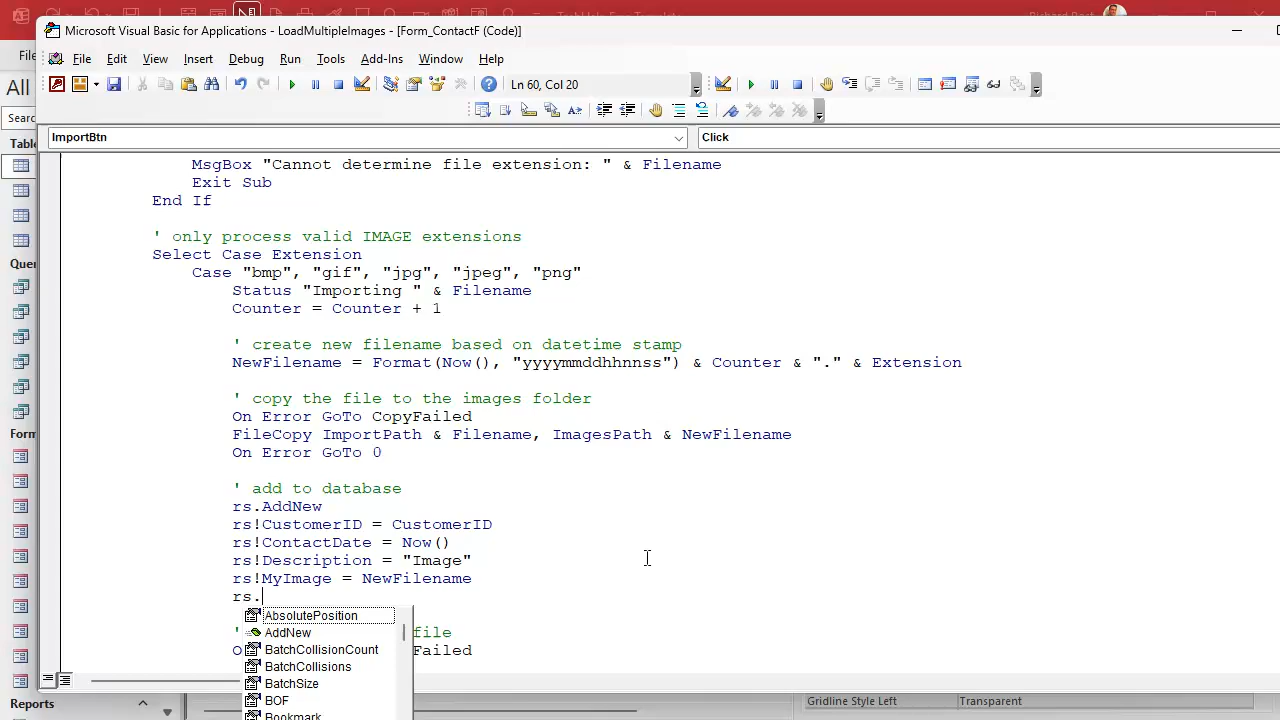 Microsoft Visual Basic for Applications - LoadMultipleImages - [Form_ContactF (Code)]
File Edit View Insert Debug Run Tools Add-Ins Window Help
All
Ln 60, Col 20
ImportBtn
Click
MsgBox "Cannot determine file extension: " & Filename
Exit Sub
End If
' only process valid IMAGE extensions
Select Case Extension
Case "bmp", "gif", "jpg", "jpeg", "png"
Status "Importing " & Filename
Counter = Counter + 1
' create new filename based on datetime stamp
NewFilename = Format(Now(), "yyyymmddhhnnss") & Counter & "." & Extension
' copy the file to the images folder
On Error GoTo CopyFailed
FileCopy ImportPath & Filename, ImagesPath & NewFilename
On Error GoTo 0
' add to database
rs.AddNew
rs!CustomerID = CustomerID
rs!ContactDate = Now()
rs!Description = "Image"
rs!MyImage = NewFilename
rs.
AbsolutePosition
AddNew
BatchCollisionCount
BatchCollisions
BatchSize
BOF
Bookmark
' file
O Failed
Reports
Gridline Style Left
Transparent